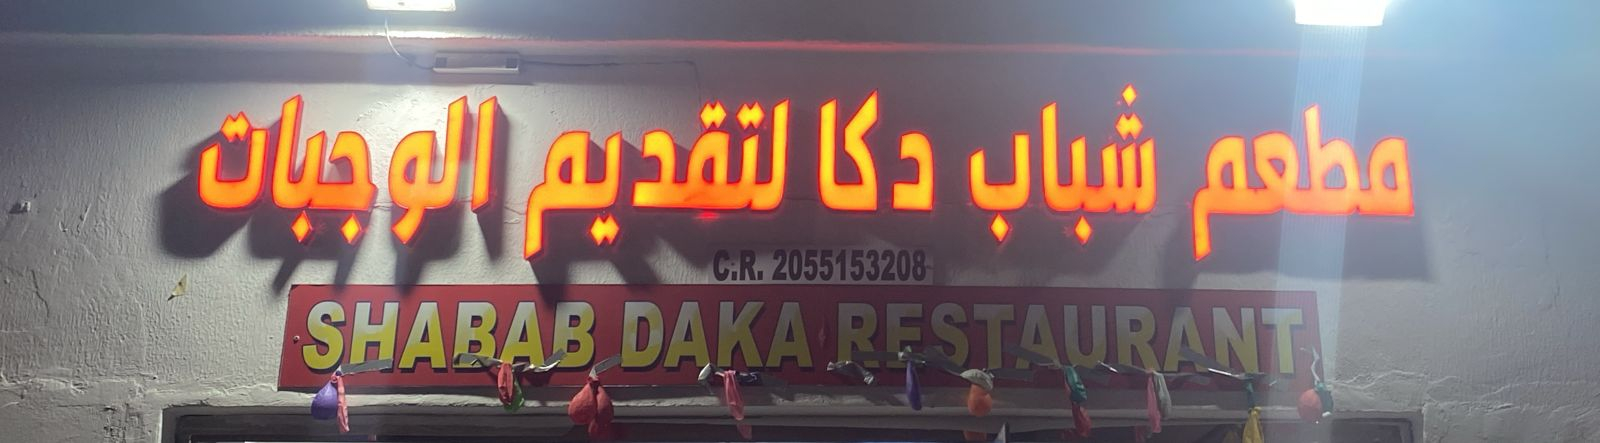 مطعم شباب دكا لتقديم الوجبات
C.R. 2055153208
SHABAB DAKA RESTAURANT